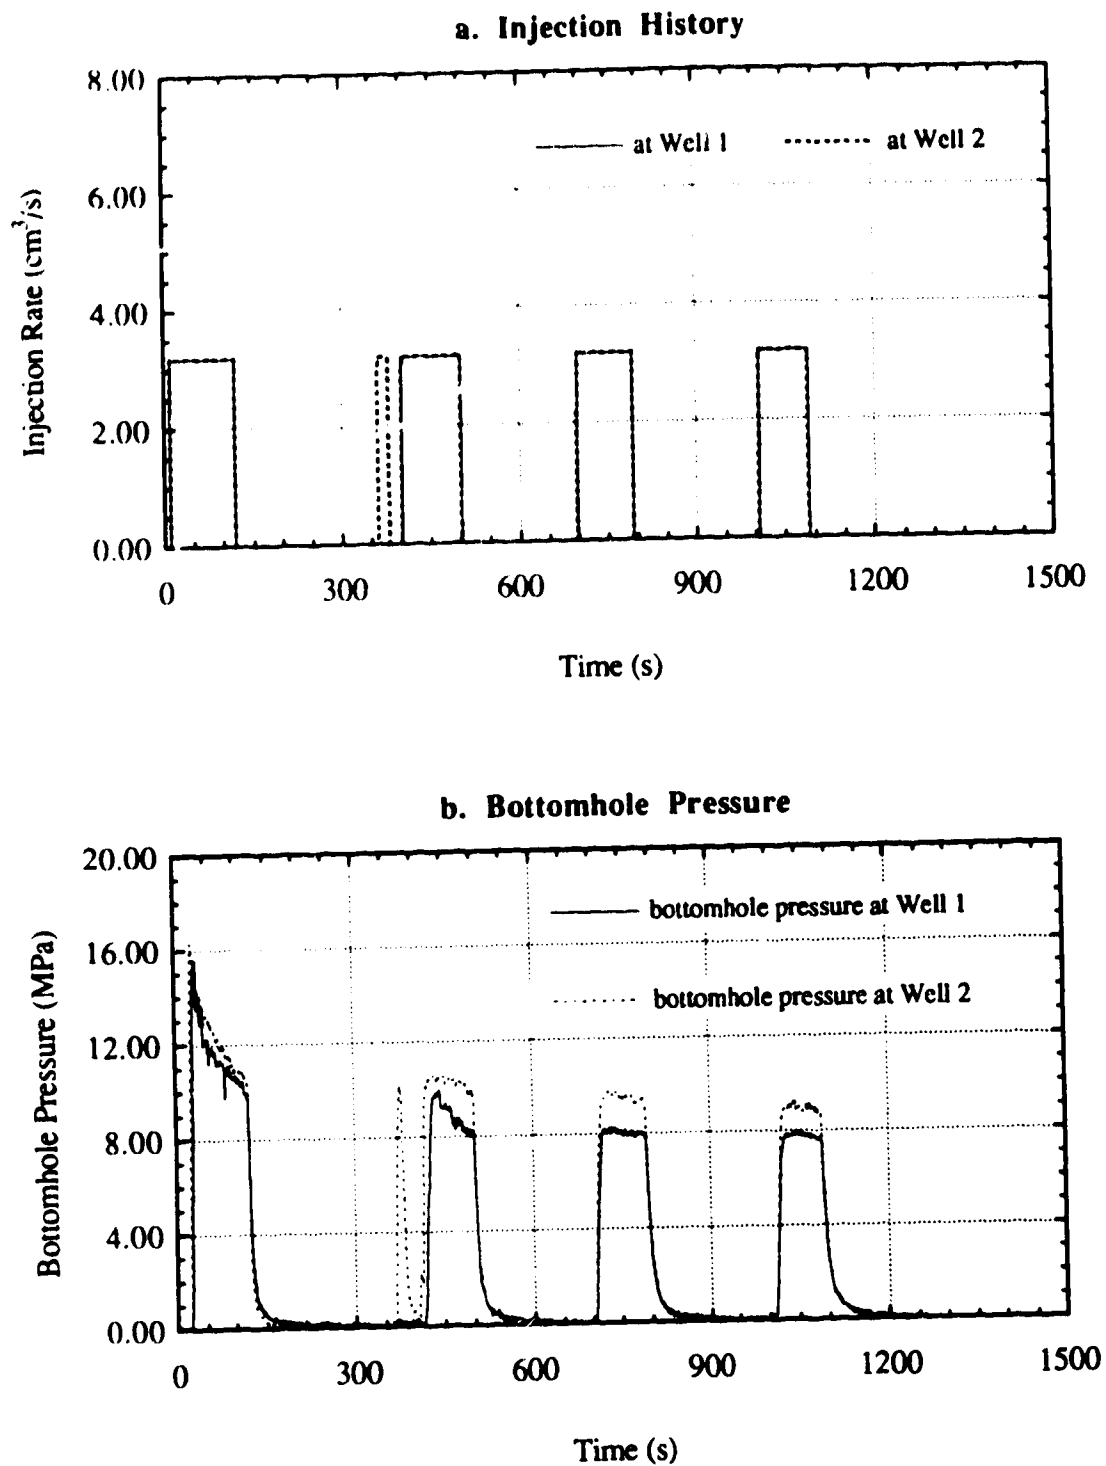 a. Injection History
8.00
6.00
4.00
2.00
0.00
Injection Rate (cm³/s)
at Well 1
at Well 2
0 300 600 900 1200 1500
Time (s)
b. Bottomhole Pressure
20.00
16.00
12.00
8.00
4.00
0.00
Bottomhole Pressure (MPa)
bottomhole pressure at Well 1
bottomhole pressure at Well 2
0 300 600 900 1200 1500
Time (s)